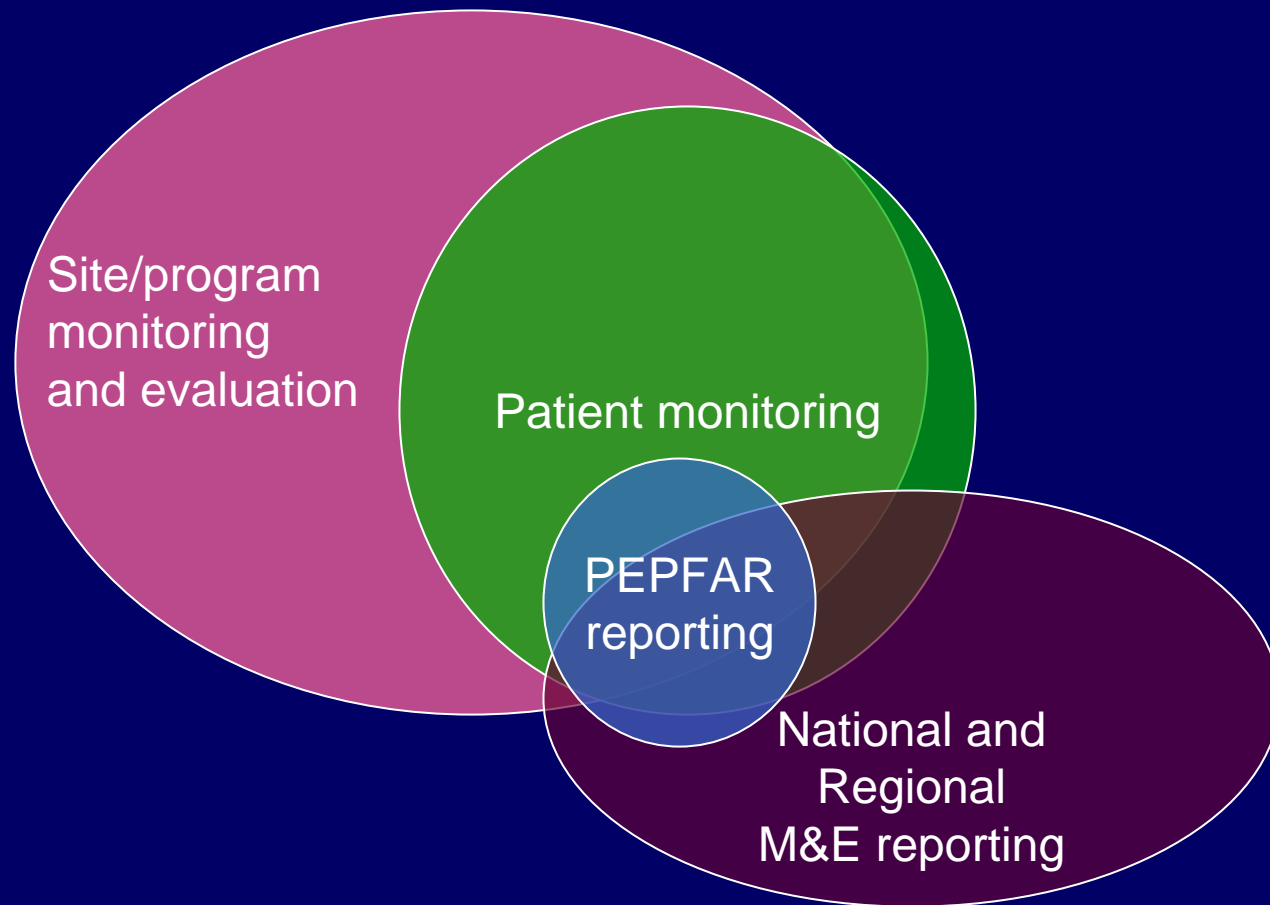 Site/program
monitoring
and evaluation
Patient monitoring
PEPFAR
reporting
National and
Regional
M&E reporting